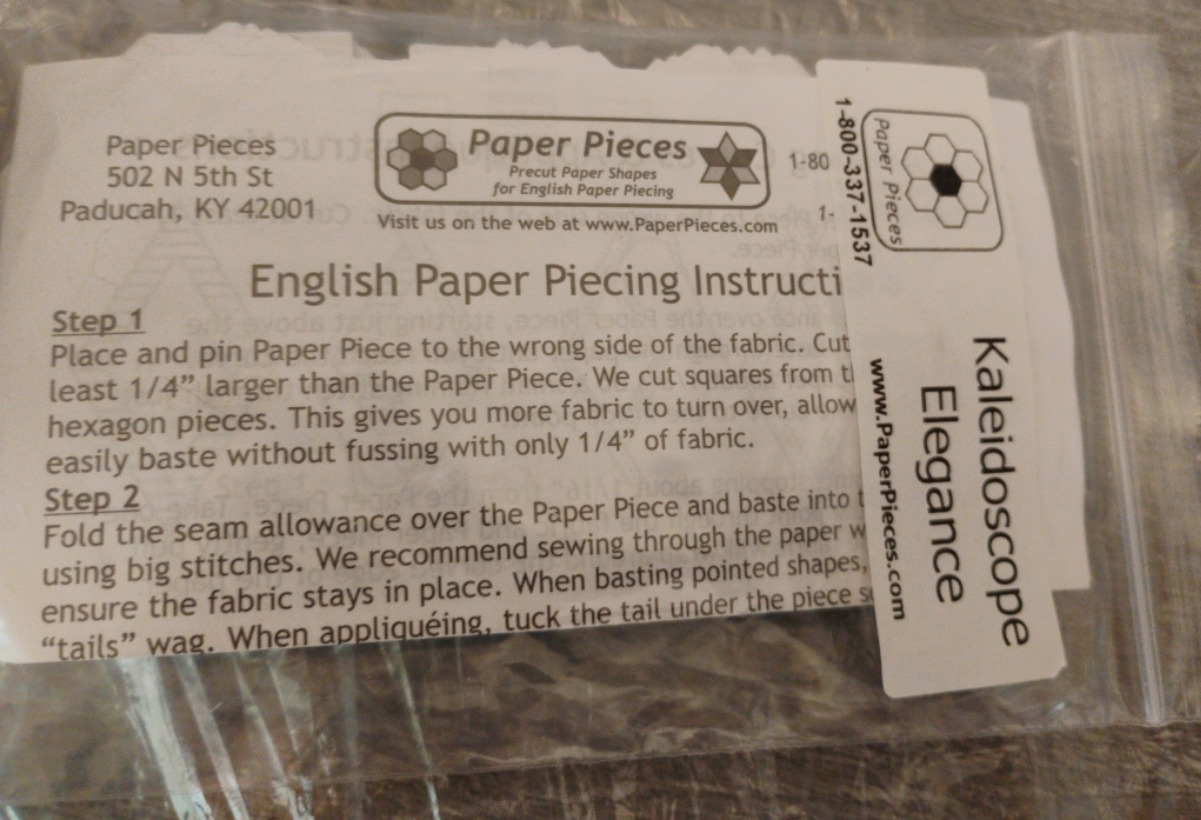 Paper Pieces
502 N 5th St
Paducah, KY 42001
Paper Pieces
Precut Paper Shapes
for English Paper Piecing
Visit us on the web at www.PaperPieces.com
1-80
1-
English Paper Piecing Instructi
Step 1
Place and pin Paper Piece to the wrong side of the fabric. Cut
least 1/4” larger than the Paper Piece. We cut squares from t
hexagon pieces. This gives you more fabric to turn over, allow
easily baste without fussing with only 1/4” of fabric.
Step 2
Fold the seam allowance over the Paper Piece and baste into t
using big stitches. We recommend sewing through the paper w
ensure the fabric stays in place. When basting pointed shapes,
“tails” wag. When appliquéing, tuck the tail under the piece s
Paper Pieces
1-800-337-1537
Kaleidoscope
Elegance
www.PaperPieces.com